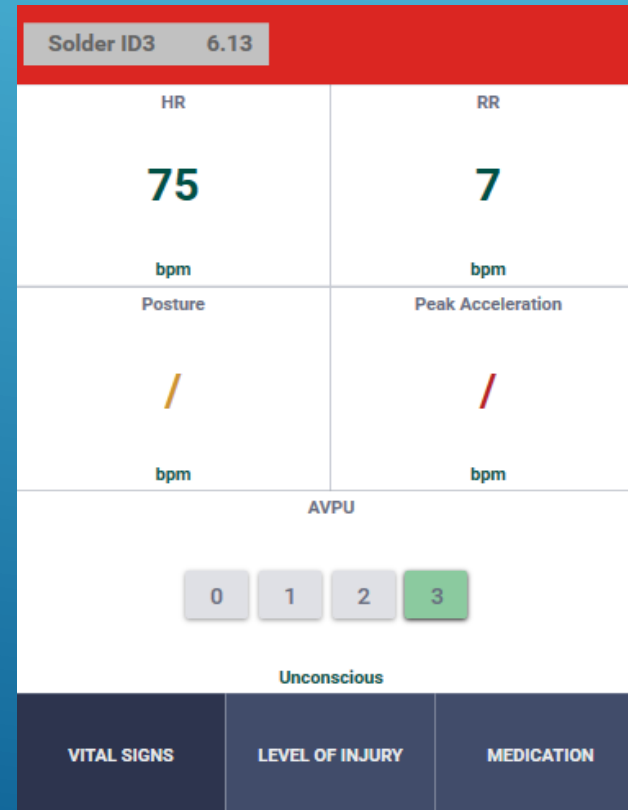 Solder ID3 6.13
HR RR
75 7
bpm bpm
Posture Peak Acceleration
/ /
bpm bpm
AVPU
0 1 2 3
Unconscious
VITAL SIGNS LEVEL OF INJURY MEDICATION